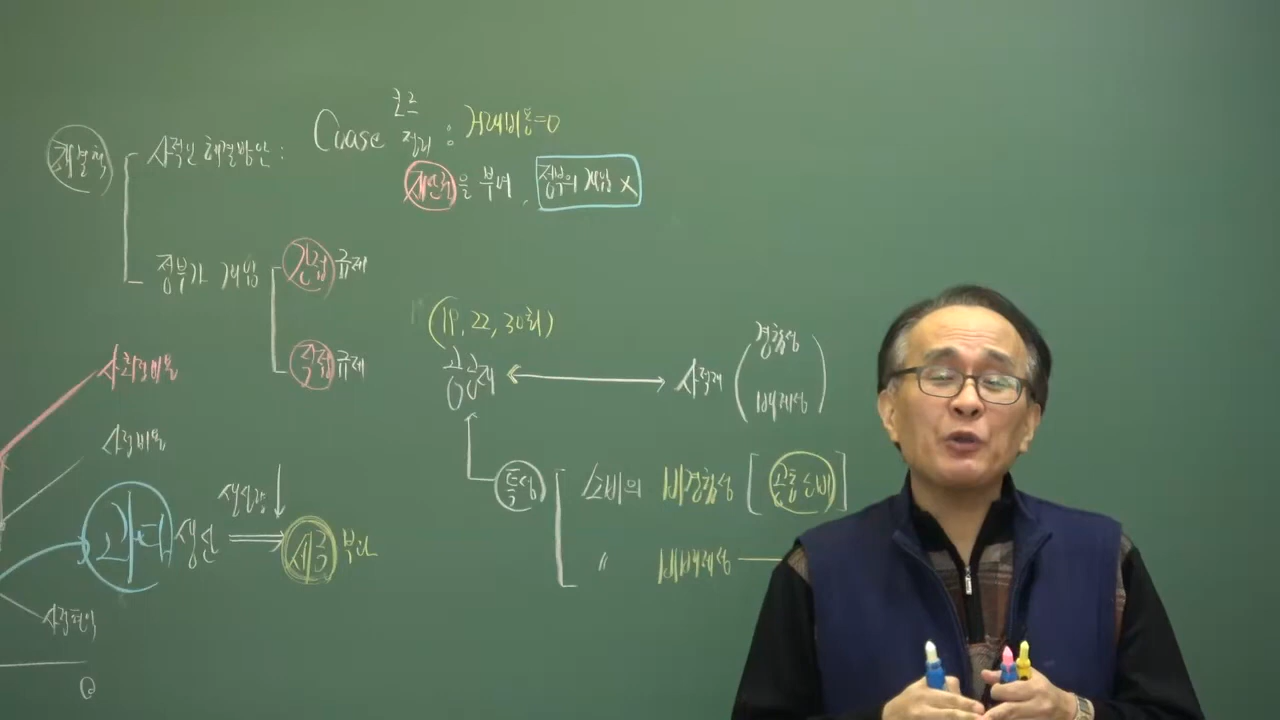 해결책
사적인 해결방안 :
Coase 코즈 정리 : 거래비용=0
재산권을 부여, 정부의 개입 X
정부가 개입
간접규제
직접규제
사회적비용
사적비용
과대생산
생산량 ↓
세금 부과
사적편익
Q
(19, 22, 30회)
공공재 ↔ 사적재 (경합성
배제성)
특성
소비의 비경합성 [공동소비]
〃 비배제성 —